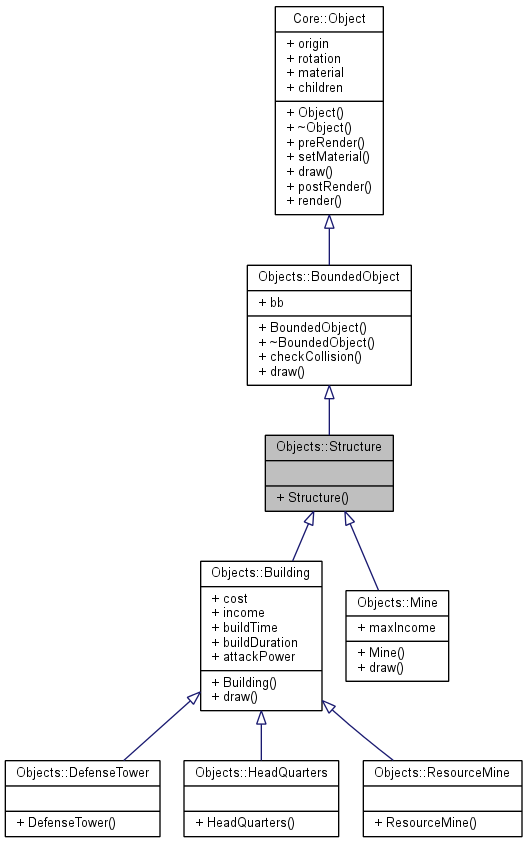 Core::Object
+ origin
+ rotation
+ material
+ children
+ Object()
+ ~Object()
+ preRender()
+ setMaterial()
+ draw()
+ postRender()
+ render()
Objects::BoundedObject
+ bb
+ BoundedObject()
+ ~BoundedObject()
+ checkCollision()
+ draw()
Objects::Structure
+ Structure()
Objects::Building
+ cost
+ income
+ buildTime
+ buildDuration
+ attackPower
+ Building()
+ draw()
Objects::Mine
+ maxIncome
+ Mine()
+ draw()
Objects::DefenseTower
+ DefenseTower()
Objects::HeadQuarters
+ HeadQuarters()
Objects::ResourceMine
+ ResourceMine()